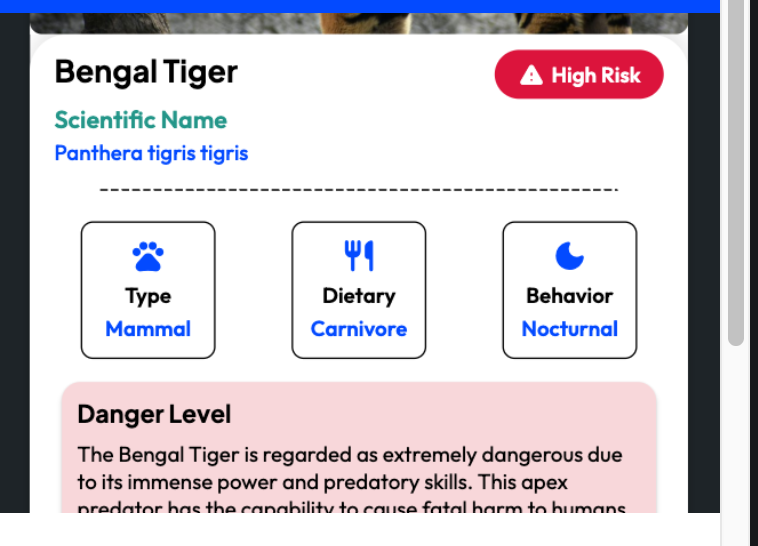 Bengal Tiger
High Risk
Scientific Name
Panthera tigris tigris
Type
Mammal
Dietary
Carnivore
Behavior
Nocturnal
Danger Level
The Bengal Tiger is regarded as extremely dangerous due
to its immense power and predatory skills. This apex
predator has the capability to cause fatal harm to humans